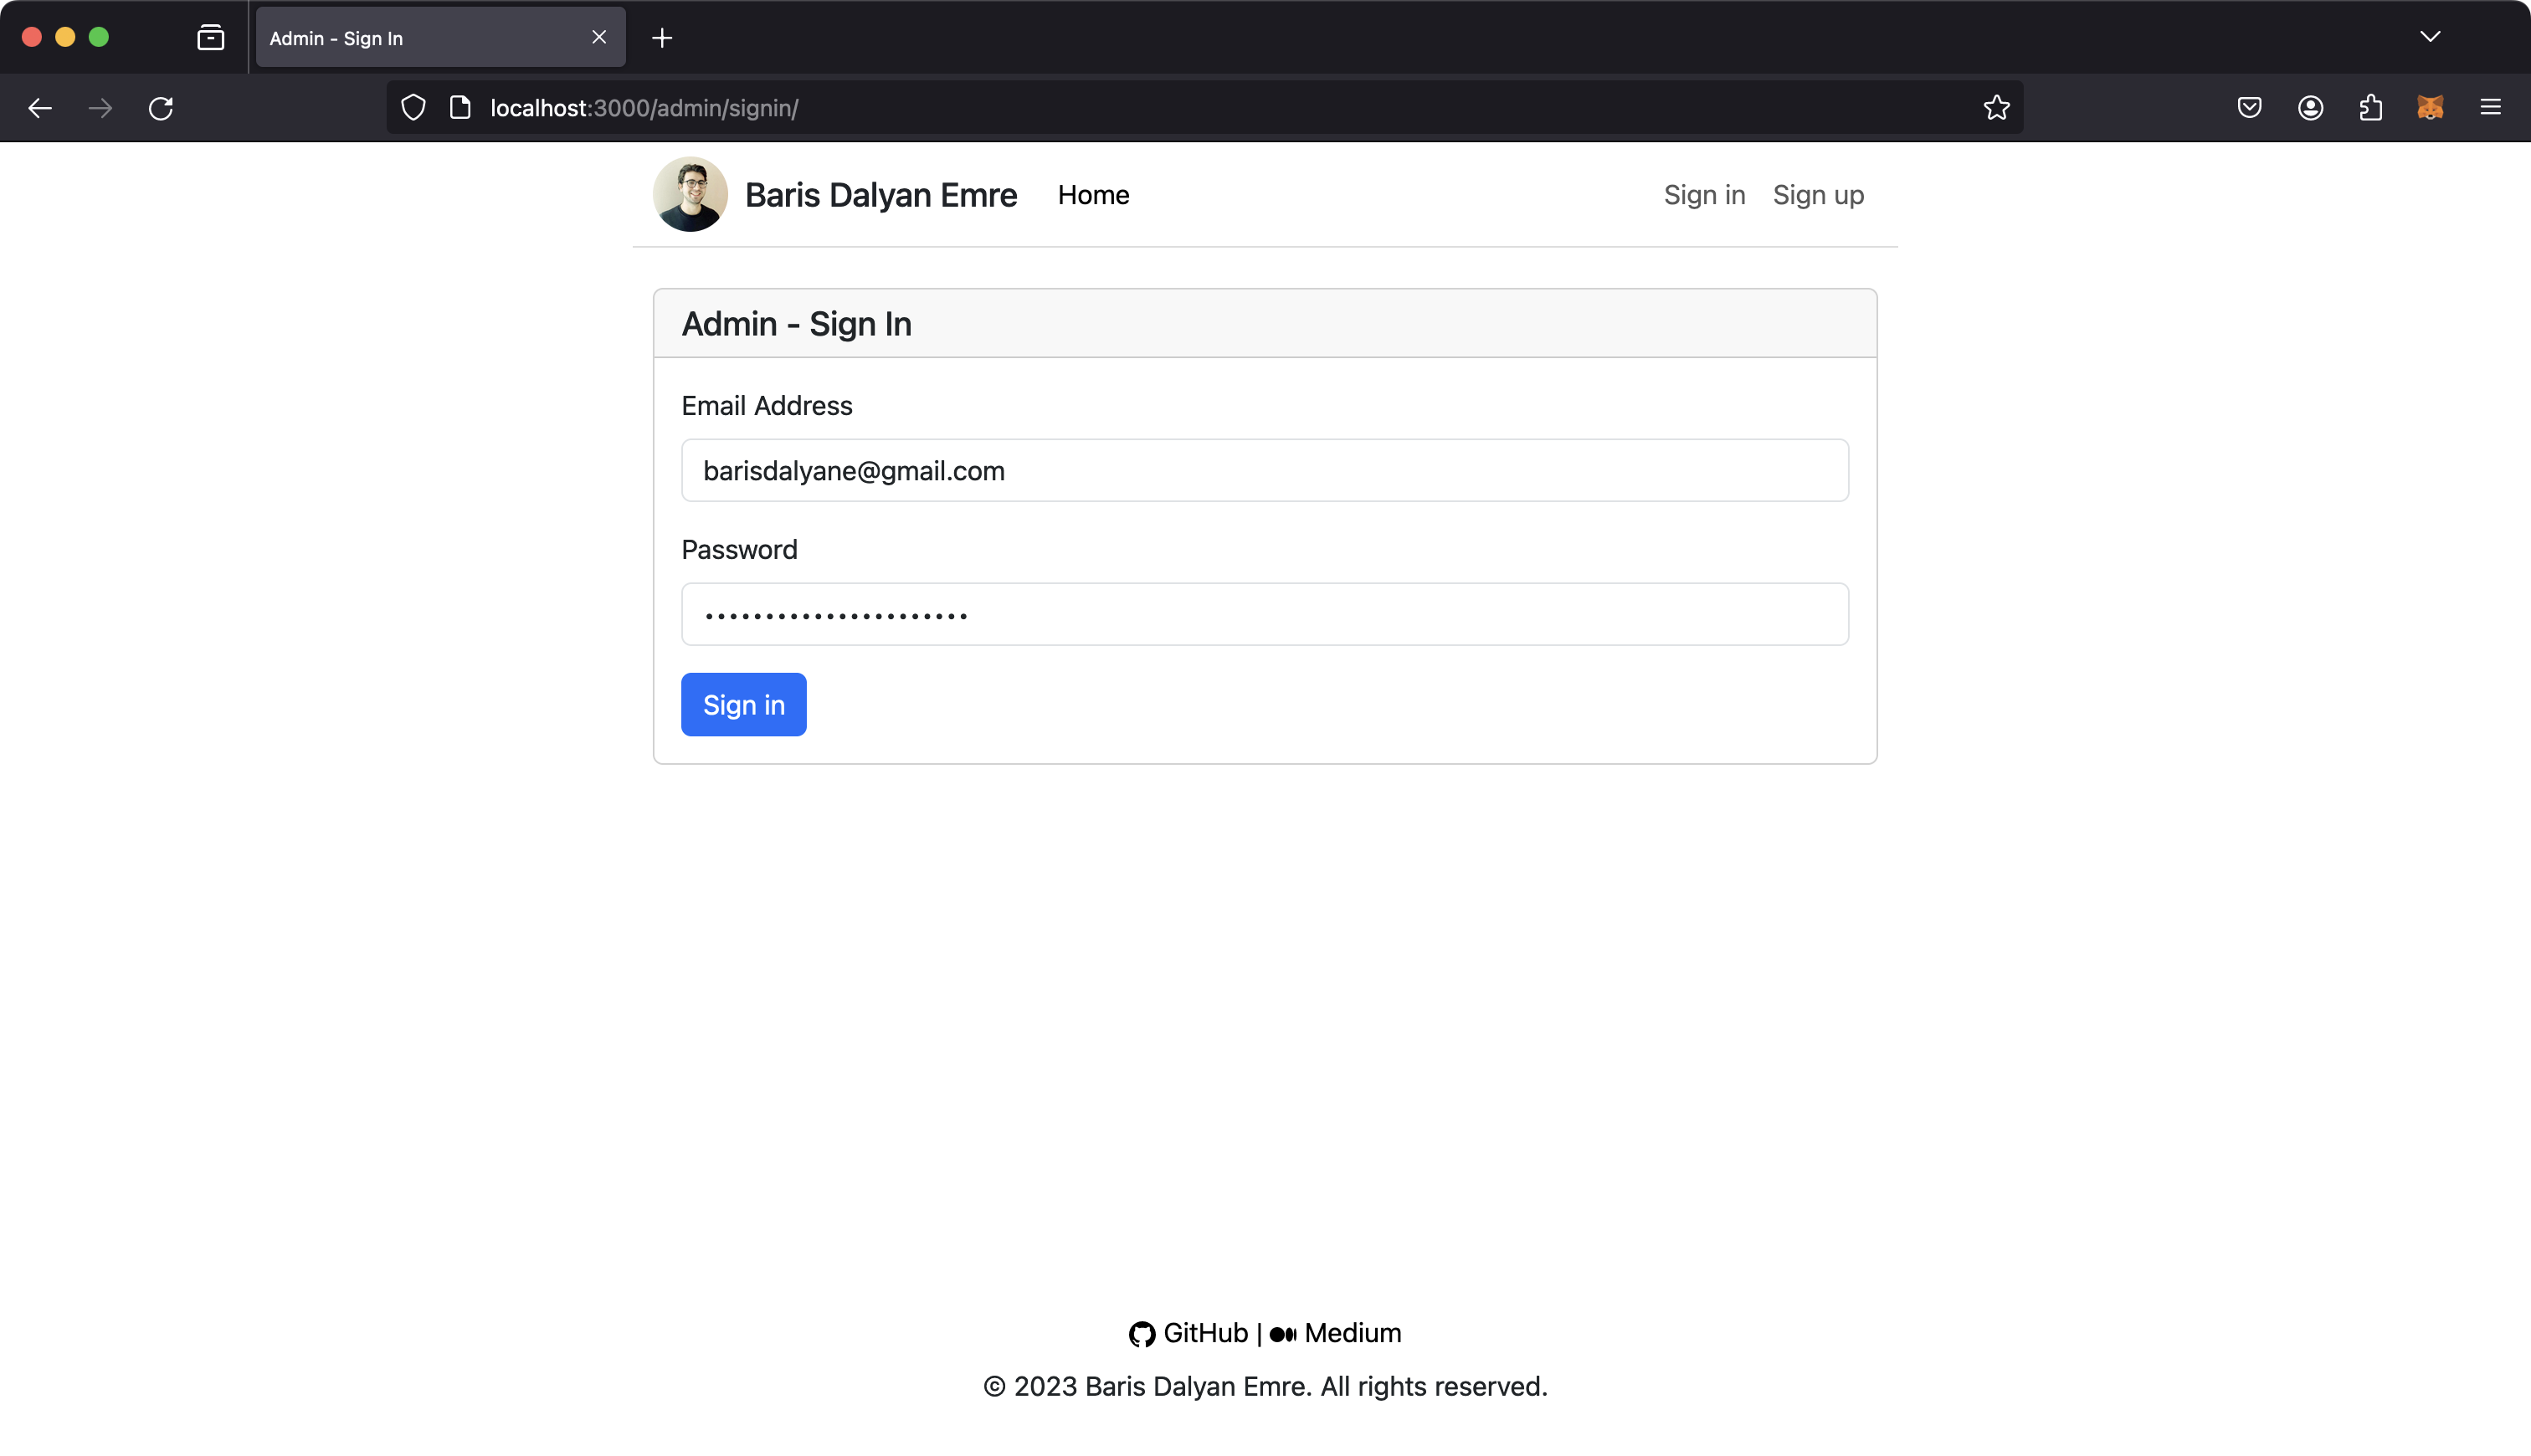 Admin - Sign In
localhost:3000/admin/signin/
Baris Dalyan Emre Home Sign in Sign up
Admin - Sign In
Email Address
barisdalyane@gmail.com
Password
••••••••••••••••••••••
Sign in
GitHub | Medium
© 2023 Baris Dalyan Emre. All rights reserved.